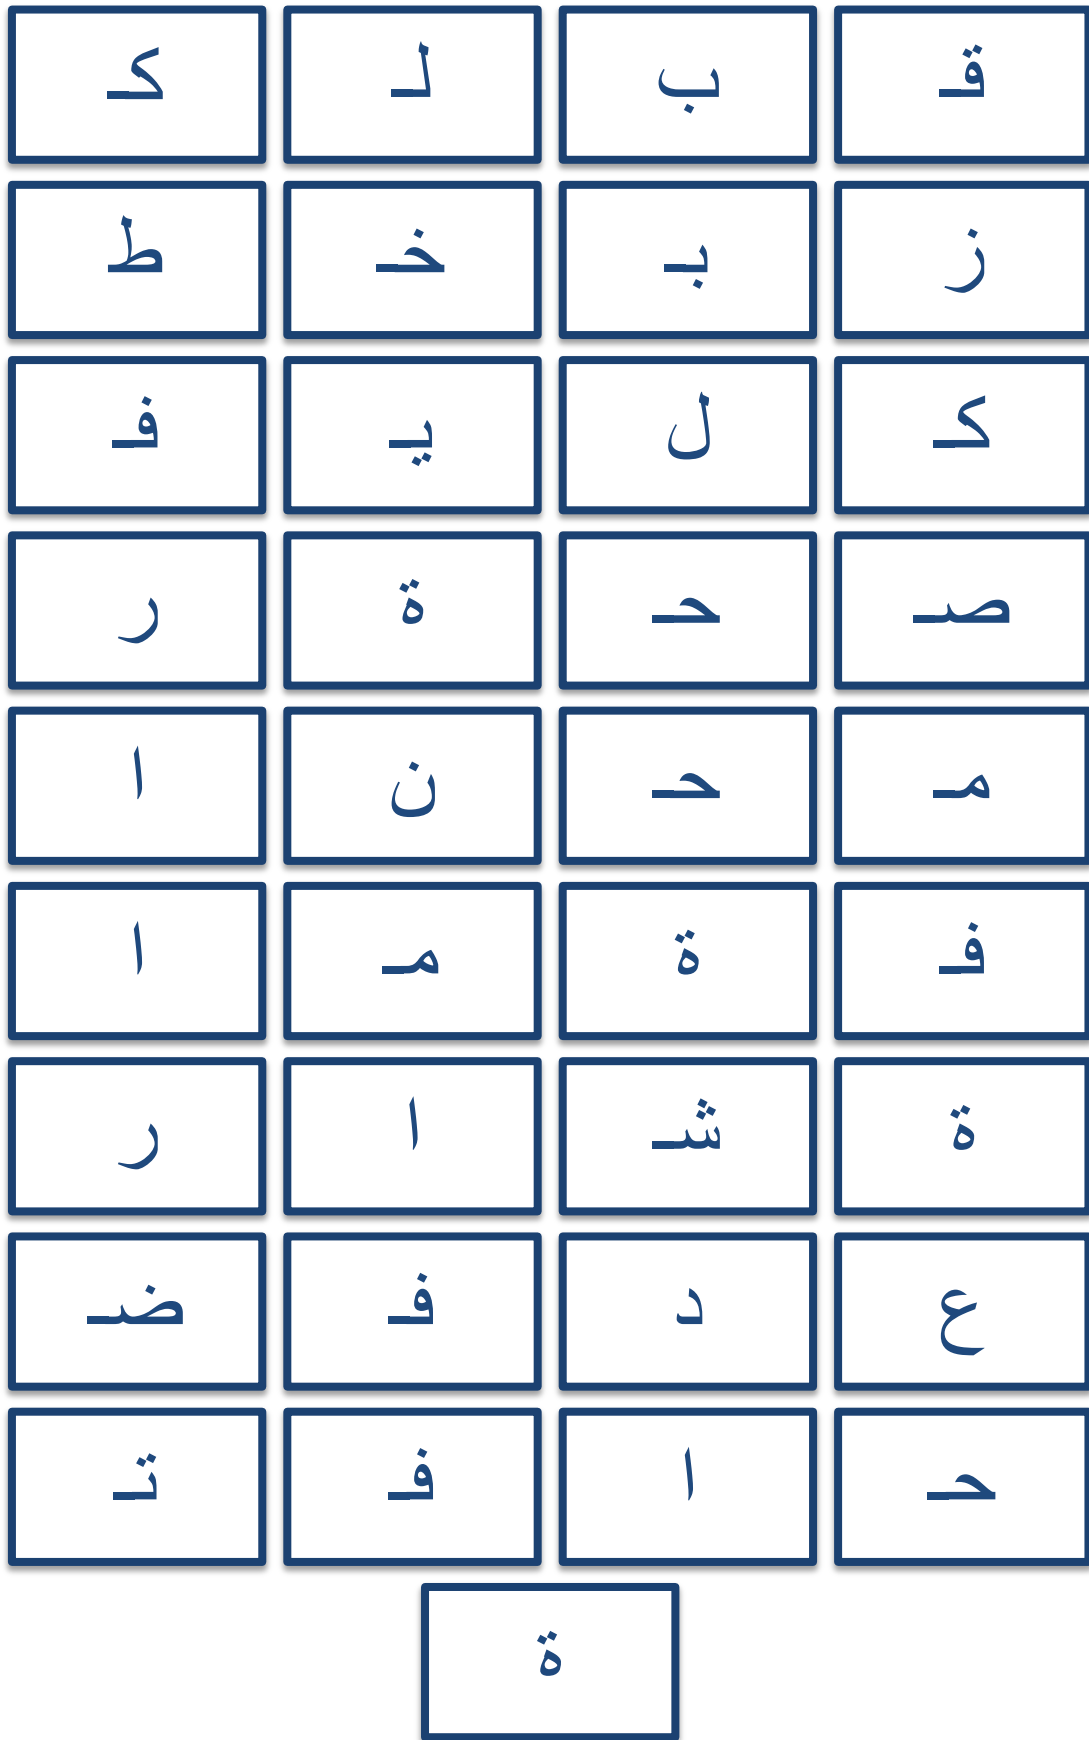 قـ ب لـ كـ
ز بـ خـ ظ
كـ ل يـ فـ
صـ حـ ة ر
مـ حـ ن ا
فـ ة مـ ا
ة شـ ا ر
ع د فـ ضـ
حـ ا فـ تـ
ة